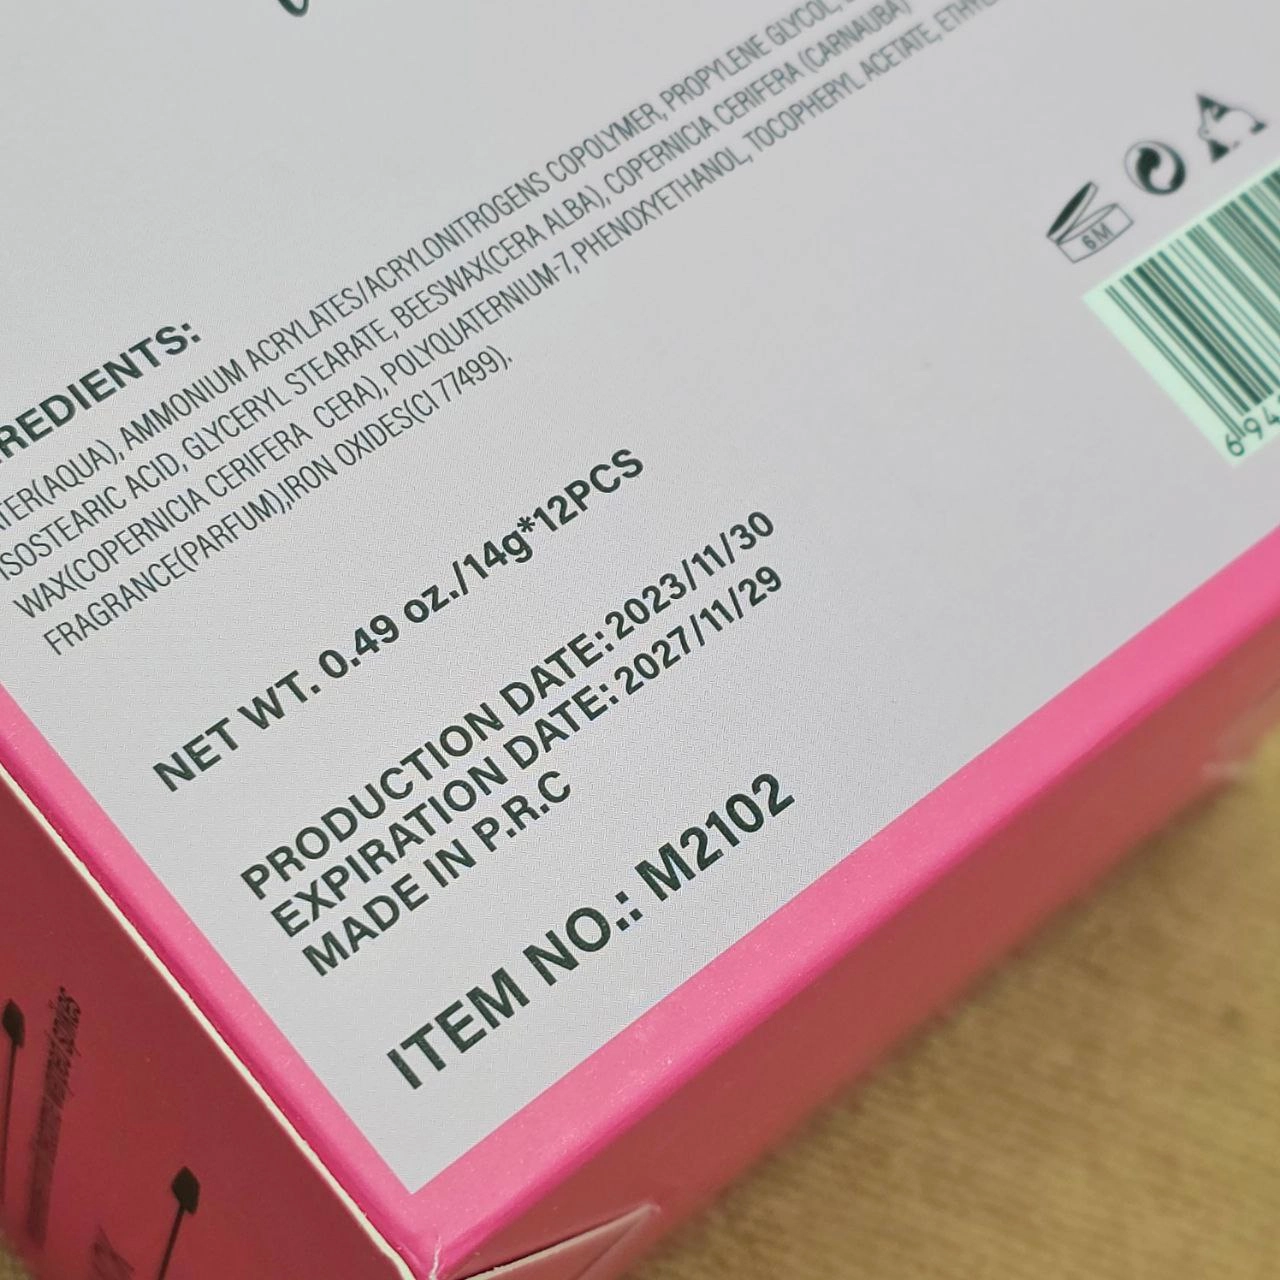 REDIENTS:
TER(AQUA), AMMONIUM ACRYLATES/ACRYLONITROGENS COPOLYMER, PROPYLENE GLYCOL,
ISOSTEARIC ACID, GLYCERYL STEARATE, BEESWAX(CERA ALBA), COPERNICIA CERIFERA (CARNAUBA)
WAX(COPERNICIA CERIFERA CERA), POLYQUATERNIUM-7, PHENOXYETHANOL, TOCOPHERYL ACETATE,
FRAGRANCE(PARFUM),IRON OXIDES(CI 77499).
6M
694
NET WT. 0.49 oz./14g*12PCS
PRODUCTION DATE: 2023/11/30
EXPIRATION DATE: 2027/11/29
MADE IN P.R.C
ITEM NO.: M2102